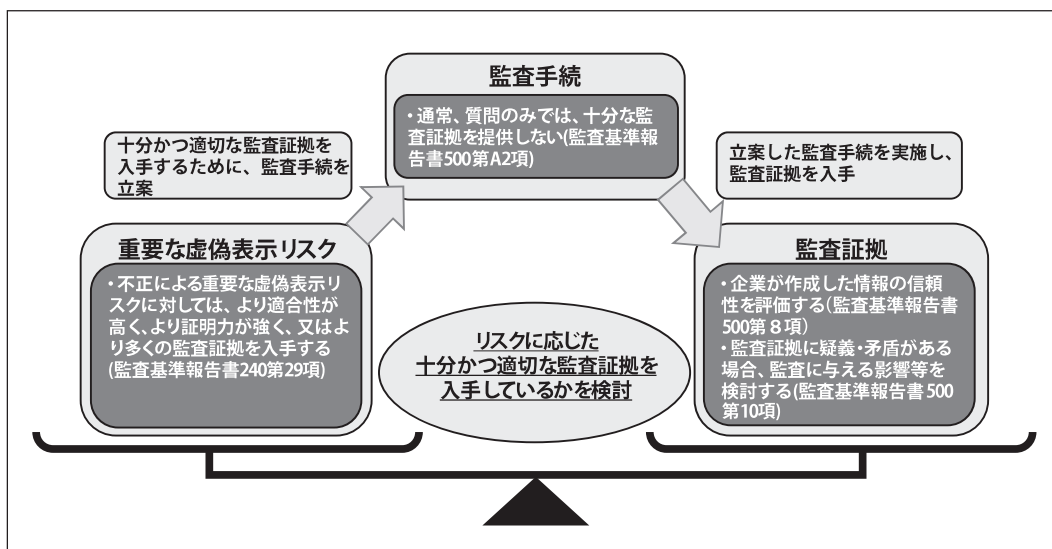 監査手続
・通常、質問のみでは、十分な監
査証拠を提供しない(監査基準報
告書500第A2項)
十分かつ適切な監査証拠を
入手するために、監査手続を
立案
立案した監査手続を実施し、
監査証拠を入手
重要な虚偽表示リスク
・不正による重要な虚偽表示リ
スクに対しては、より適合性が
高く、より証明力が強く、又はよ
り多くの監査証拠を入手する
(監査基準報告書240第29項)
リスクに応じた
十分かつ適切な監査証拠を
入手しているかを検討
監査証拠
・企業が作成した情報の信頼
性を評価する(監査基準報告書
500第8項)
・監査証拠に疑義・矛盾がある
場合、監査に与える影響等を
検討する(監査基準報告書500
第10項)